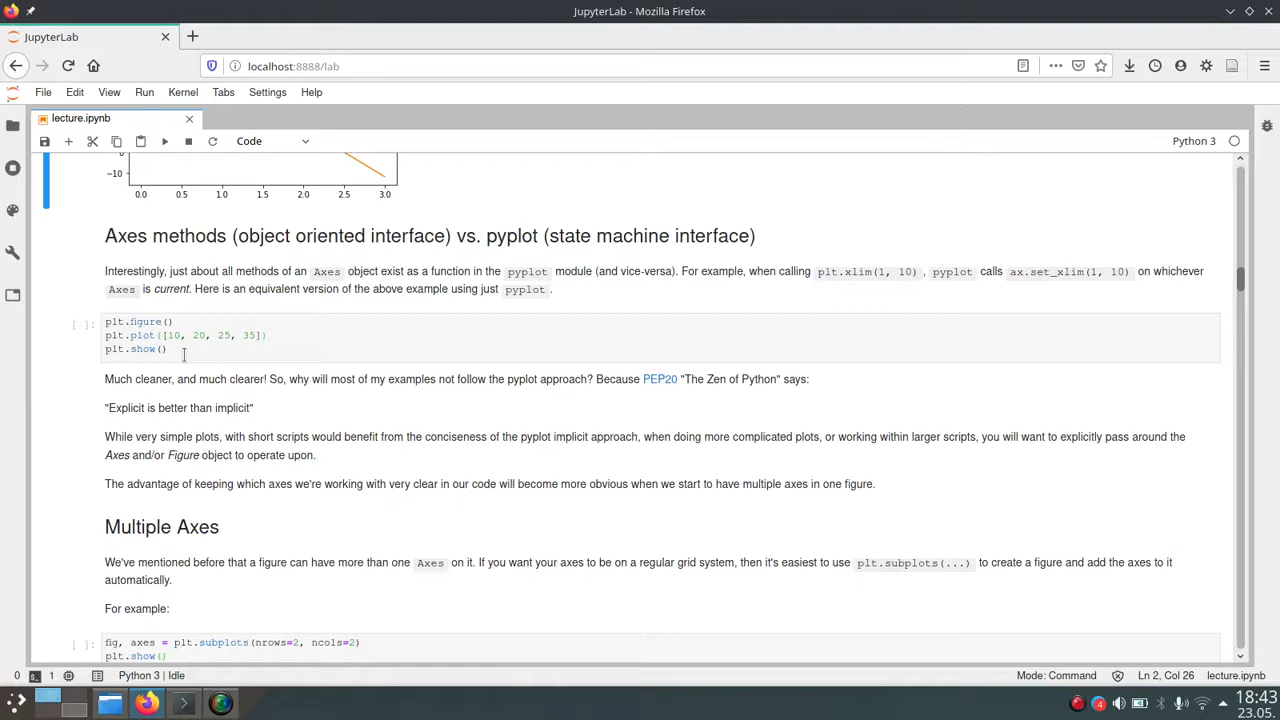 JupyterLab - Mozilla Firefox
JupyterLab
localhost:8888/lab
File Edit View Run Kernel Tabs Settings Help
lecture.ipynb
Code
Python 3
−10
0.0 0.5 1.0 1.5 2.0 2.5 3.0
Axes methods (object oriented interface) vs. pyplot (state machine interface)
Interestingly, just about all methods of an Axes object exist as a function in the pyplot module (and vice-versa). For example, when calling plt.xlim(1, 10) , pyplot calls ax.set_xlim(1, 10) on whichever
Axes is current. Here is an equivalent version of the above example using just pyplot .
[ ]: plt.figure()
plt.plot([10, 20, 25, 35])
plt.show()
Much cleaner, and much clearer! So, why will most of my examples not follow the pyplot approach? Because PEP20 "The Zen of Python" says:
"Explicit is better than implicit"
While very simple plots, with short scripts would benefit from the conciseness of the pyplot implicit approach, when doing more complicated plots, or working within larger scripts, you will want to explicitly pass around the
Axes and/or Figure object to operate upon.
The advantage of keeping which axes we're working with very clear in our code will become more obvious when we start to have multiple axes in one figure.
Multiple Axes
We've mentioned before that a figure can have more than one Axes on it. If you want your axes to be on a regular grid system, then it's easiest to use plt.subplots(...) to create a figure and add the axes to it
automatically.
For example:
[ ]: fig, axes = plt.subplots(nrows=2, ncols=2)
plt.show()
0 1 Python 3 | Idle Mode: Command Ln 2, Col 26 lecture.ipynb
4
18:43
23.05.